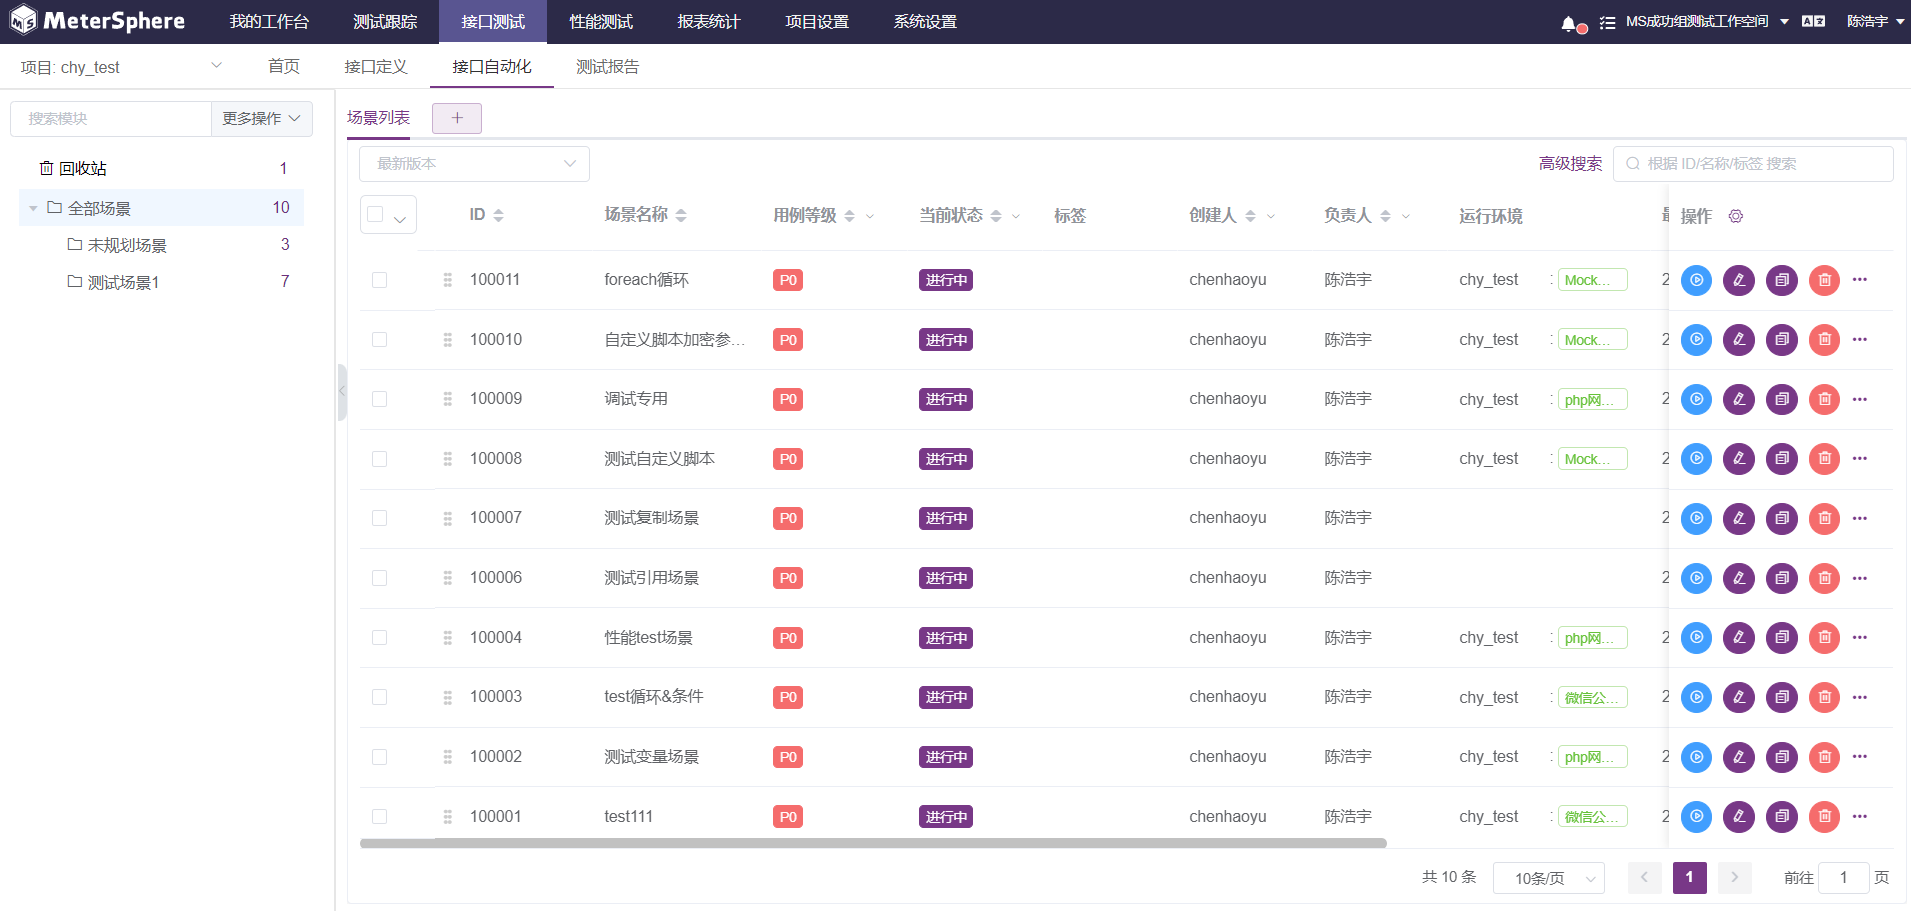 MeterSphere 我的工作台 测试跟踪 接口测试 性能测试 报表统计 项目设置 系统设置 MS成功组测试工作空间 陈浩宇
项目: chy_test 首页 接口定义 接口自动化 测试报告
搜索模块 更多操作
回收站 1
全部场景 10
未规划场景 3
测试场景1 7
场景列表 +
最新版本 高级搜索 根据 ID/名称/标签 搜索
ID 场景名称 用例等级 当前状态 标签 创建人 负责人 运行环境 操作
100011 foreach循环 P0 进行中 chenhaoyu 陈浩宇 chy_test : Mock... 2
100010 自定义脚本加密参... P0 进行中 chenhaoyu 陈浩宇 chy_test : Mock... 2
100009 调试专用 P0 进行中 chenhaoyu 陈浩宇 chy_test : php网... 2
100008 测试自定义脚本 P0 进行中 chenhaoyu 陈浩宇 chy_test : Mock... 2
100007 测试复制场景 P0 进行中 chenhaoyu 陈浩宇 2
100006 测试引用场景 P0 进行中 chenhaoyu 陈浩宇 2
100004 性能test场景 P0 进行中 chenhaoyu 陈浩宇 chy_test : php网... 2
100003 test循环&条件 P0 进行中 chenhaoyu 陈浩宇 chy_test : 微信公... 2
100002 测试变量场景 P0 进行中 chenhaoyu 陈浩宇 chy_test : php网... 2
100001 test111 P0 进行中 chenhaoyu 陈浩宇 chy_test : 微信公... 2
共 10 条 10条/页 1 前往 1 页